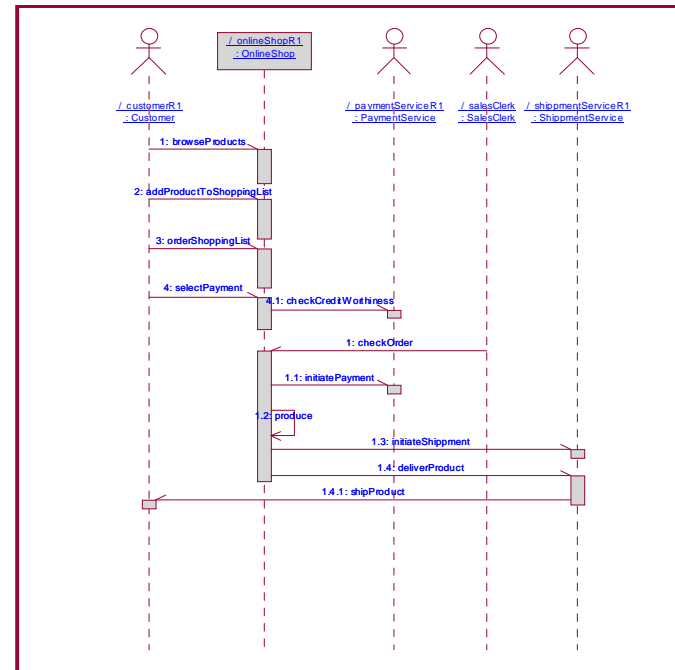 / onlineShopR1
: OnlineShop
/ customerR1
: Customer
/ paymentServiceR1
: PaymentService
/ salesClerk
: SalesClerk
/ shippmentServiceR1
: ShippmentService
1: browseProducts
2: addProductToShoppingList
3: orderShoppingList
4: selectPayment
4.1: checkCreditWorthiness
1: checkOrder
1.1: initiatePayment
1.2: produce
1.3: initiateShippment
1.4: deliverProduct
1.4.1: shipProduct